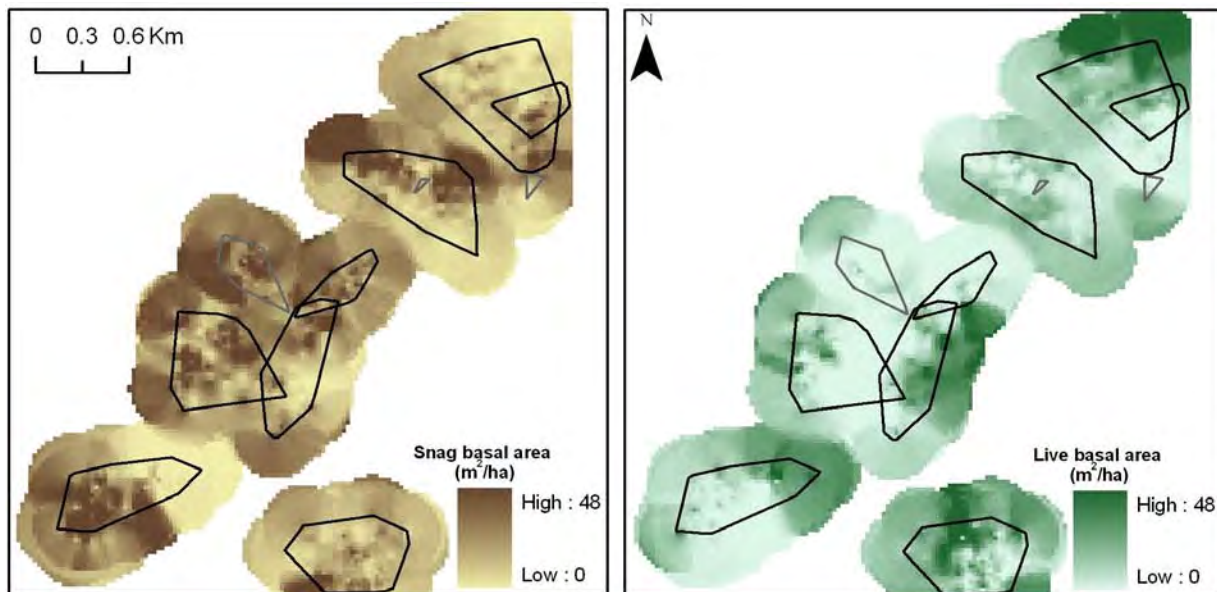 0 0.3 0.6 Km
Snag basal area
(m²/ha)
High : 48
Low : 0
N
Live basal area
(m²/ha)
High : 48
Low : 0